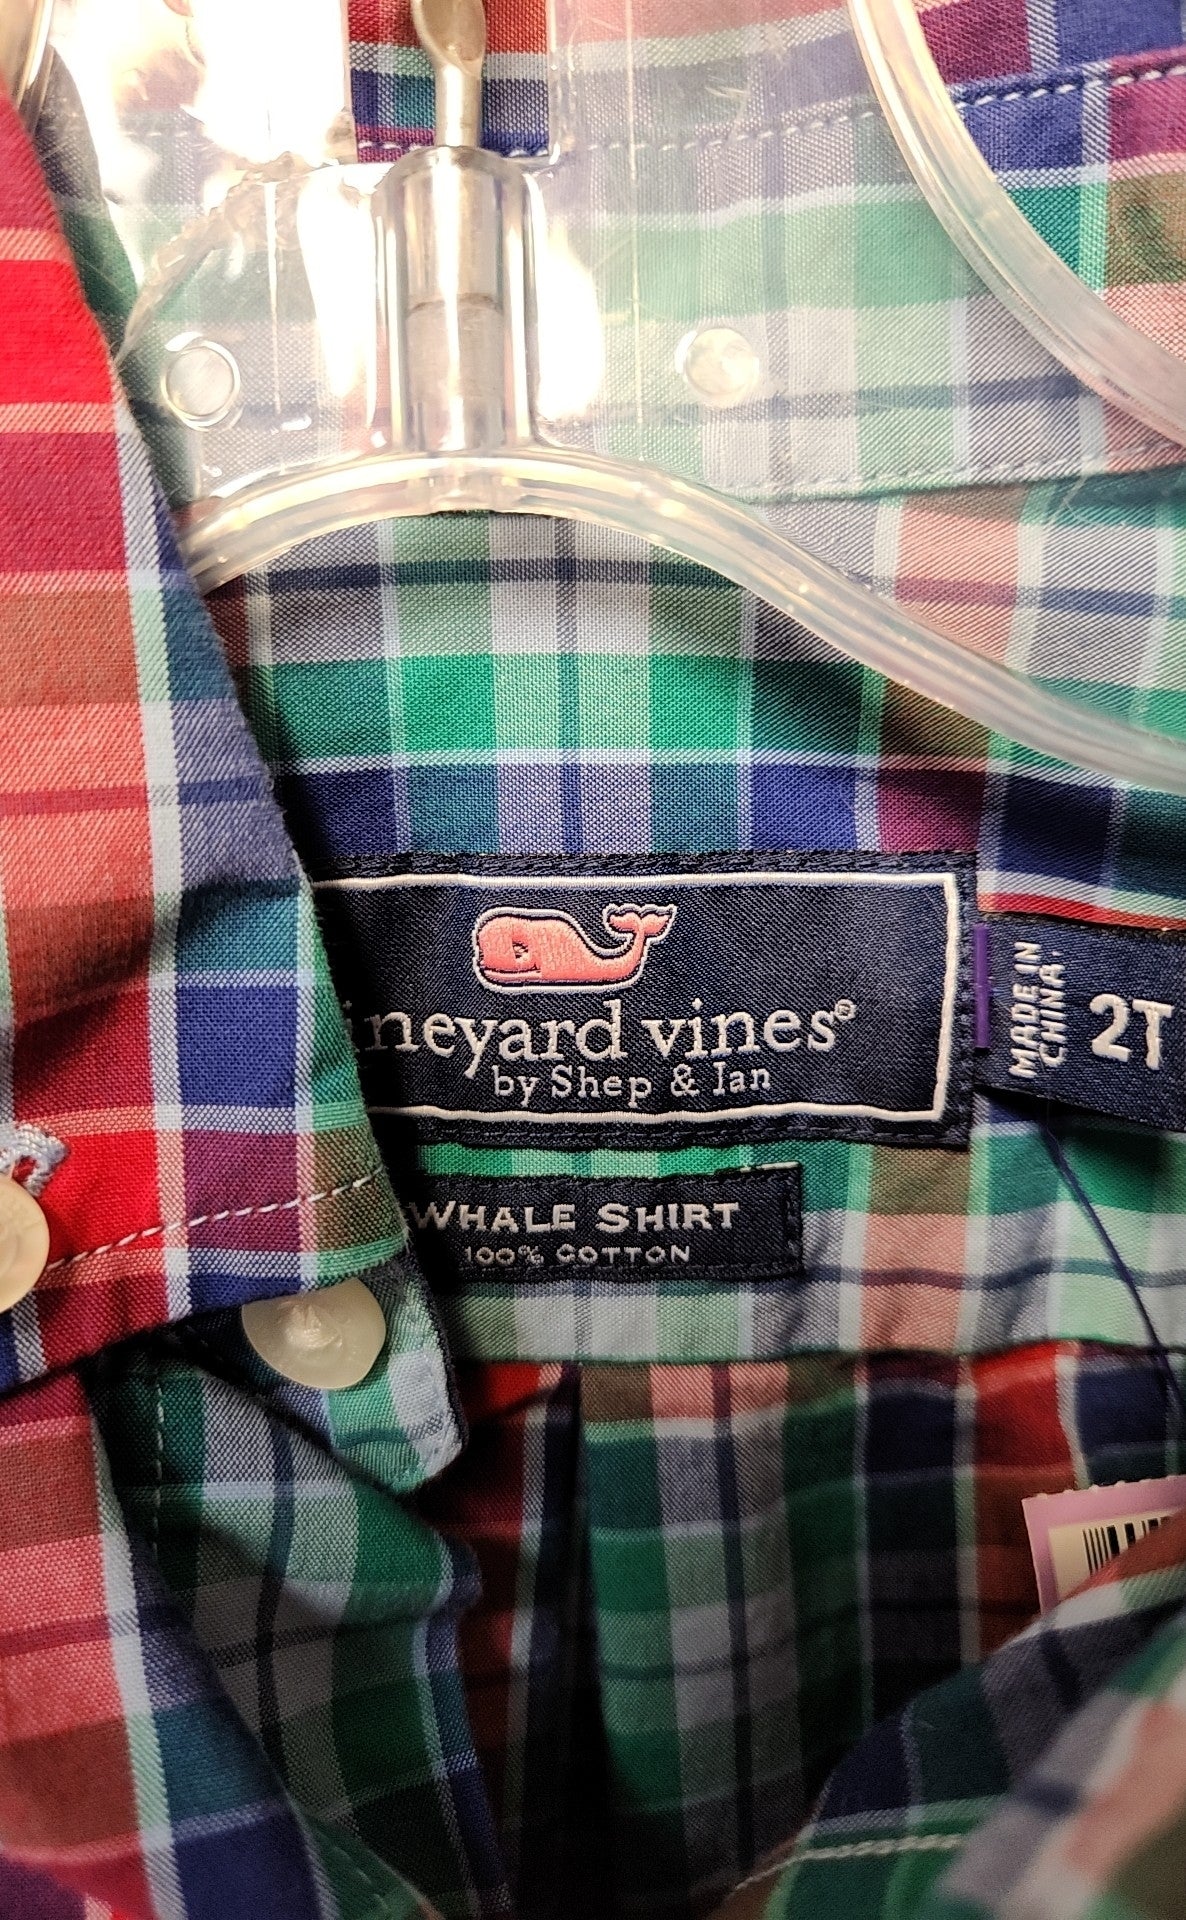 ineyard vines®
by Shep & Ian
MADE IN
CHINA.
2T
WHALE SHIRT
100% COTTON